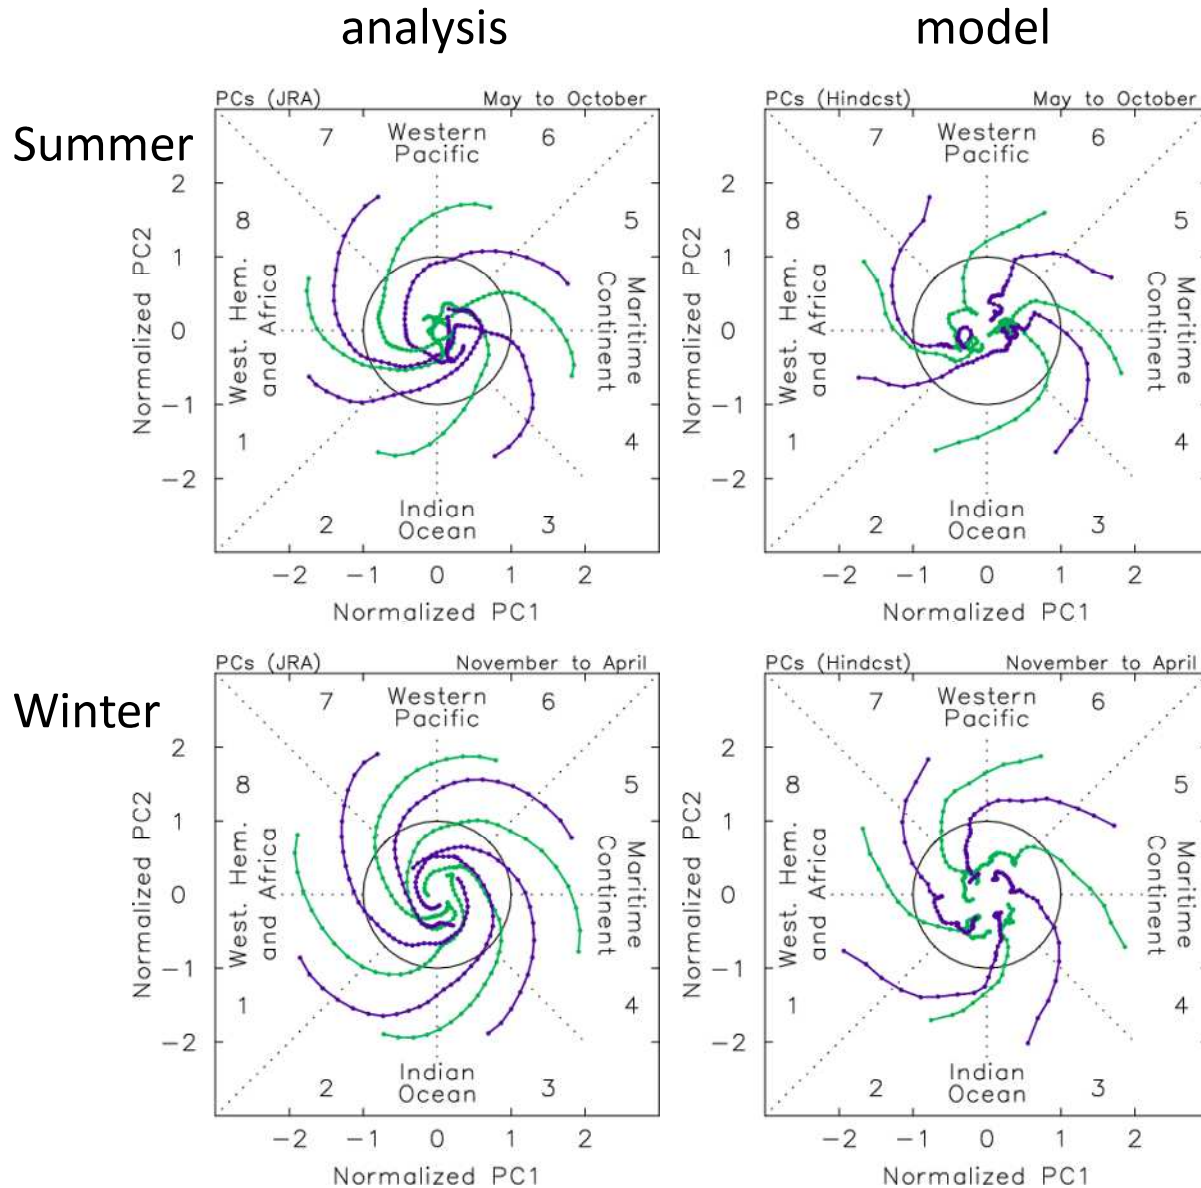 analysis
model
Summer
PCs (JRA) May to October
7 Western Pacific 6
8 5
West. Hem. and Africa
Maritime Continent
1 4
2 Indian Ocean 3
Normalized PC2
2
1
0
−1
−2
−2 −1 0 1 2
Normalized PC1
PCs (Hindcst) May to October
7 Western Pacific 6
8 5
West. Hem. and Africa
Maritime Continent
1 4
2 Indian Ocean 3
Normalized PC2
2
1
0
−1
−2
−2 −1 0 1 2
Normalized PC1
Winter
PCs (JRA) November to April
7 Western Pacific 6
8 5
West. Hem. and Africa
Maritime Continent
1 4
2 Indian Ocean 3
Normalized PC2
2
1
0
−1
−2
−2 −1 0 1 2
Normalized PC1
PCs (Hindcst) November to April
7 Western Pacific 6
8 5
West. Hem. and Africa
Maritime Continent
1 4
2 Indian Ocean 3
Normalized PC2
2
1
0
−1
−2
−2 −1 0 1 2
Normalized PC1